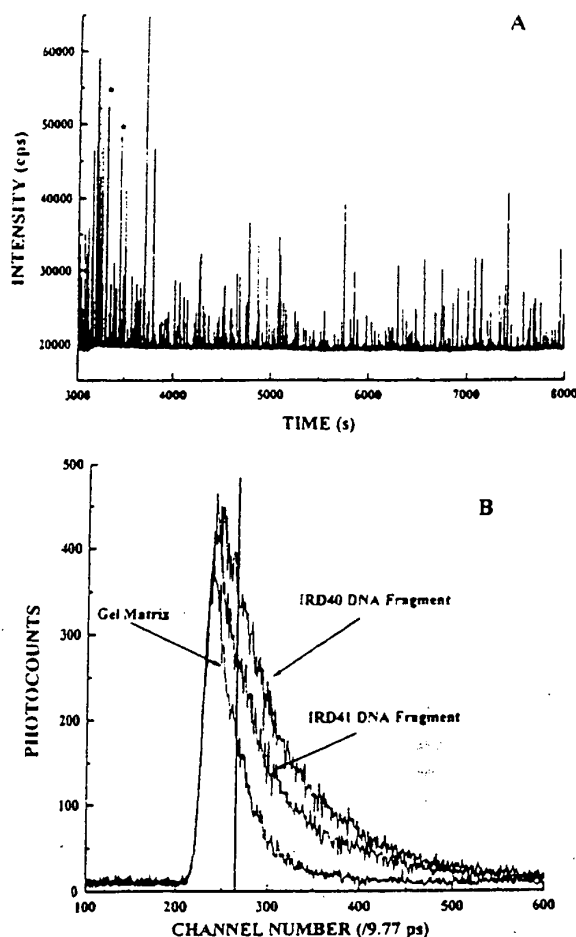 A
INTENSITY (cps)
60000
50000
40000
30000
20000
3000 4000 5000 6000 7000 8000
TIME (s)
B
PHOTOCOUNTS
500
400
300
200
100
0
Gel Matrix
IRD40 DNA Fragment
IRD41 DNA Fragment
100 200 300 400 500 600
CHANNEL NUMBER (/9.77 ps)